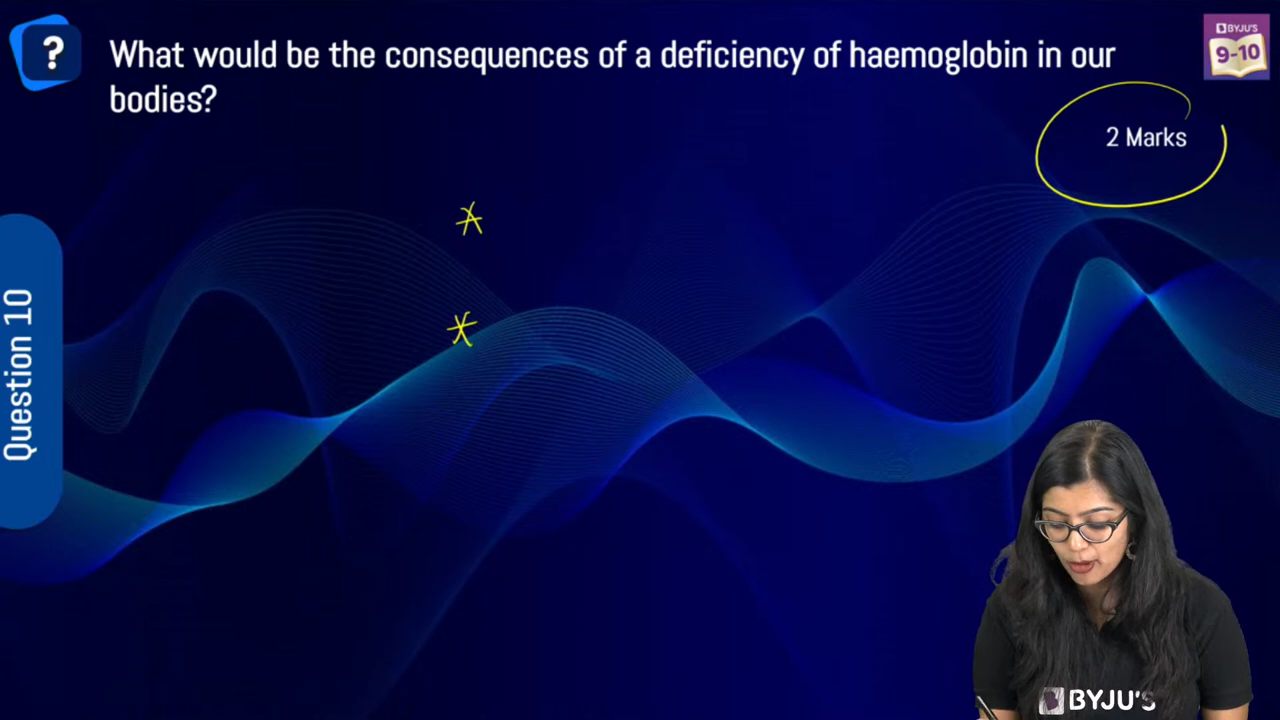 ?
What would be the consequences of a deficiency of haemoglobin in our
bodies?
BYJU'S
9-10
2 Marks
Question 10
BYJU'S